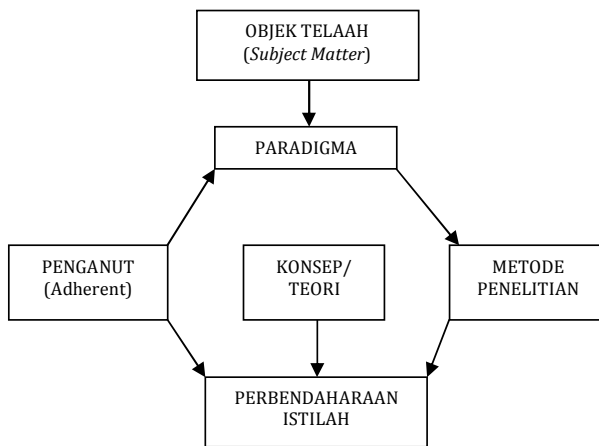 OBJEK TELAAH
(Subject Matter)
PARADIGMA
PENGANUT
(Adherent)
KONSEP/
TEORI
METODE
PENELITIAN
PERBENDAHARAAN
ISTILAH